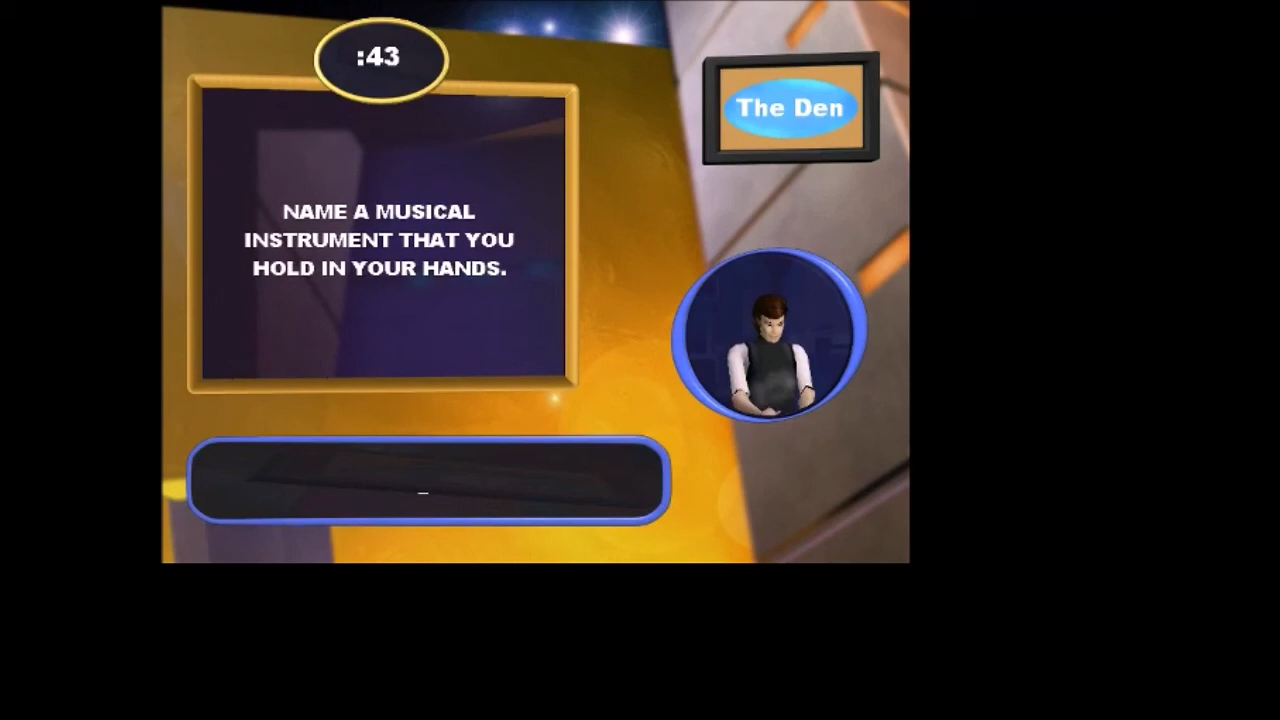 :43
The Den
NAME A MUSICAL
INSTRUMENT THAT YOU
HOLD IN YOUR HANDS.
_